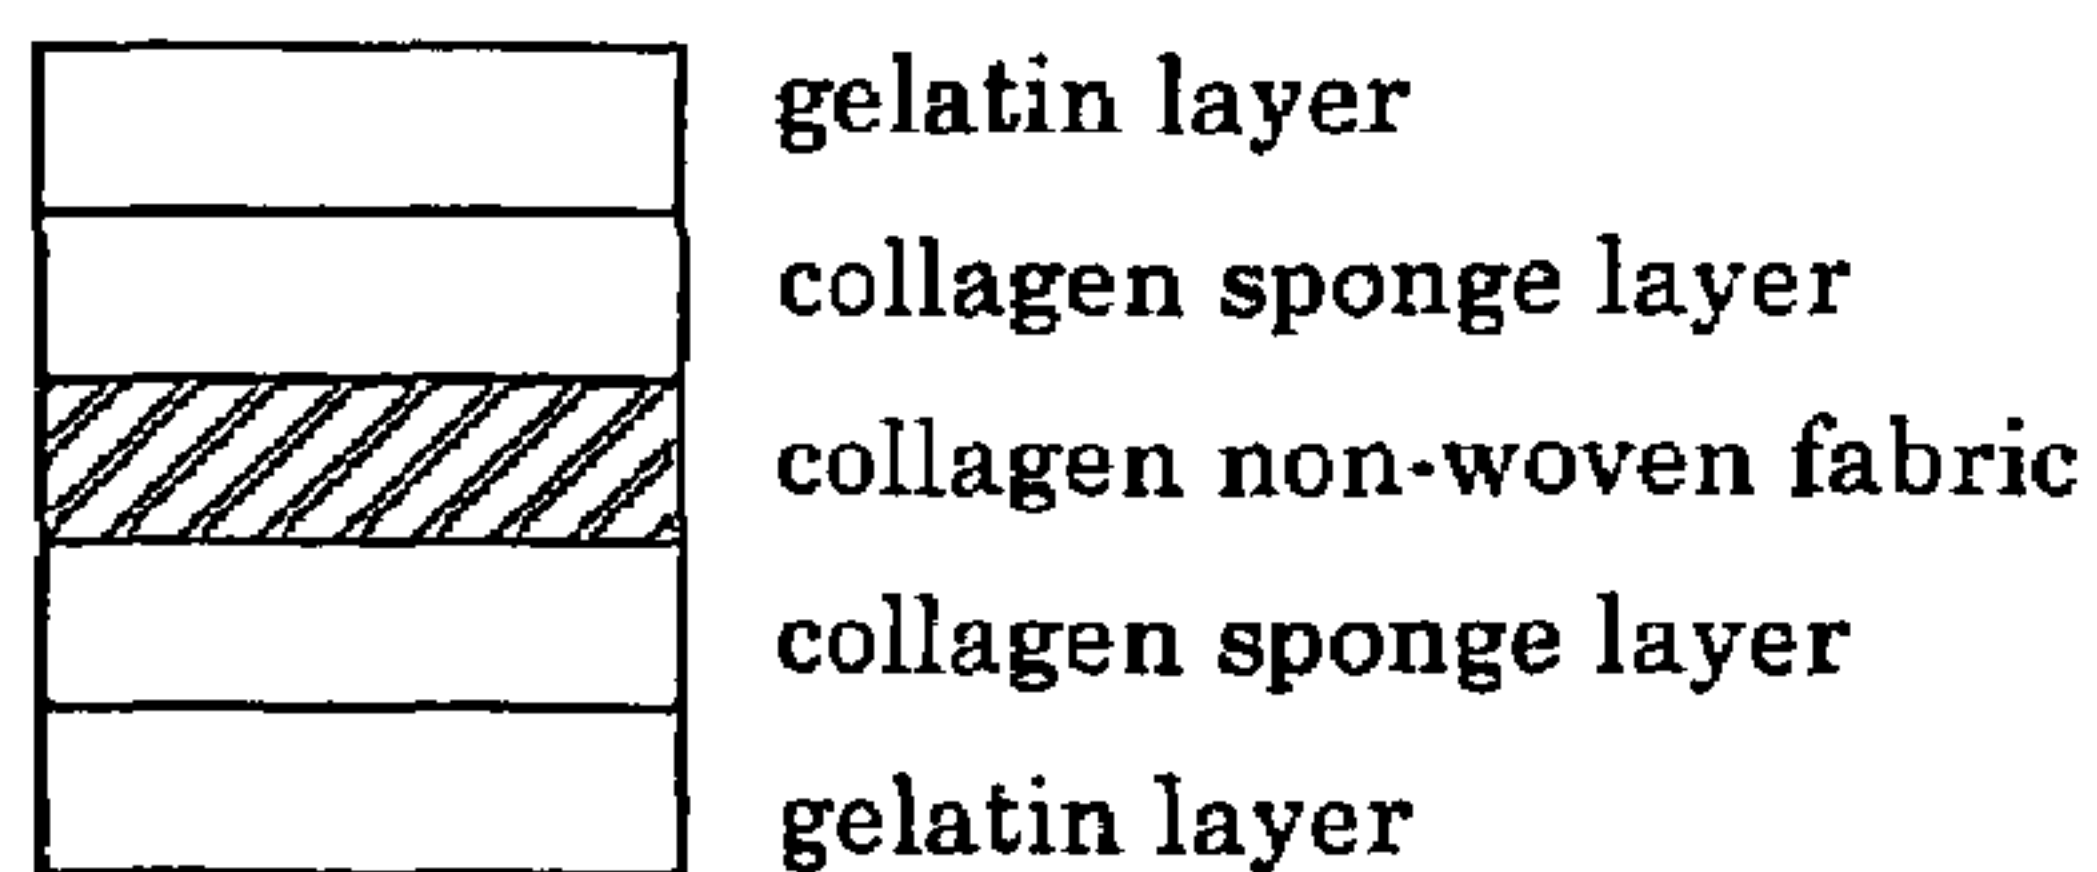 gelatin layer
collagen sponge layer
collagen non-woven fabric
collagen sponge layer
gelatin layer